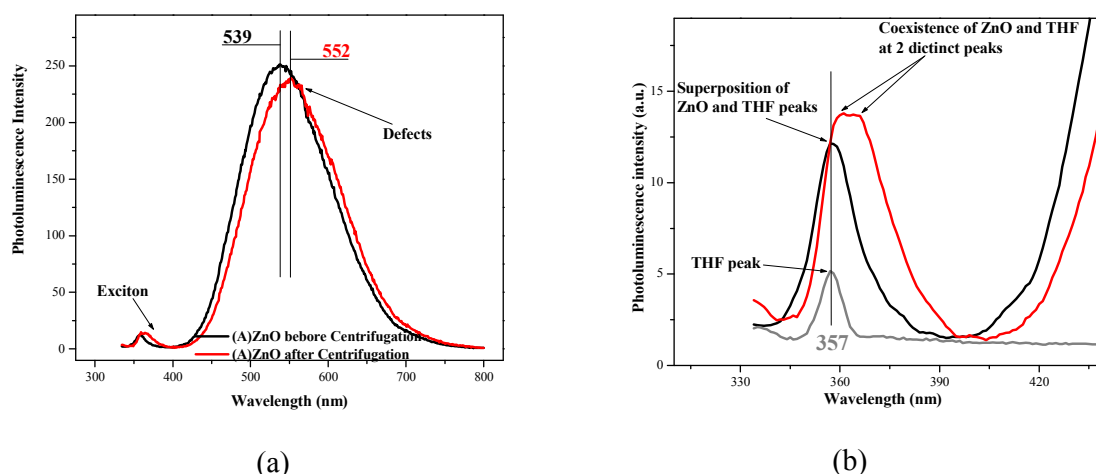 539
552
250
200
150
100
50
0
Photoluminescence Intensity
Defects
Exciton
(A)ZnO bebore Centrifugation
(A)ZnO after Centrifugation
300
400
500
600
700
800
Wavelength (nm)
(a)
Coexistence of ZnO and THF
at 2 dictinct peaks
Superposition of
ZnO and THF peaks
15
10
5
0
Photoluminescence intensity (a.u.)
THF peak
357
330
360
390
420
Wavelength (nm)
(b)